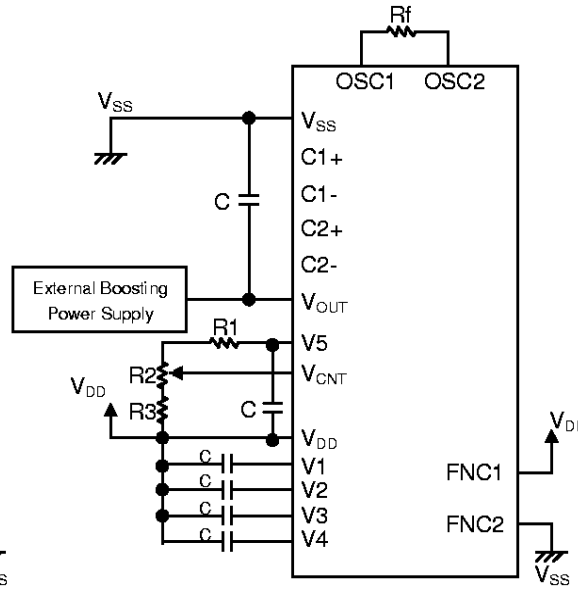 Rf
OSC1 OSC2
VSS
VSS
C1+
C1-
C
C2+
C2-
External Boosting
Power Supply
VOUT
R1
V5
R2
VCNT
VDD
R3
C
VDD
VDD
C
V1
FNC1
C
V2
C
V3
FNC2
C
V4
VSS